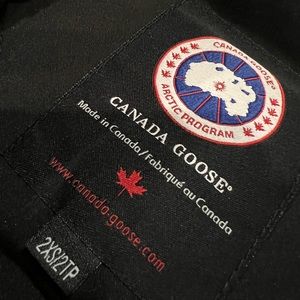 CANADA GOOSE
ARCTIC PROGRAM
CANADA GOOSE®
Made in Canada/Fabriqué au Canada
www.canada-goose.com
2XS/2TP